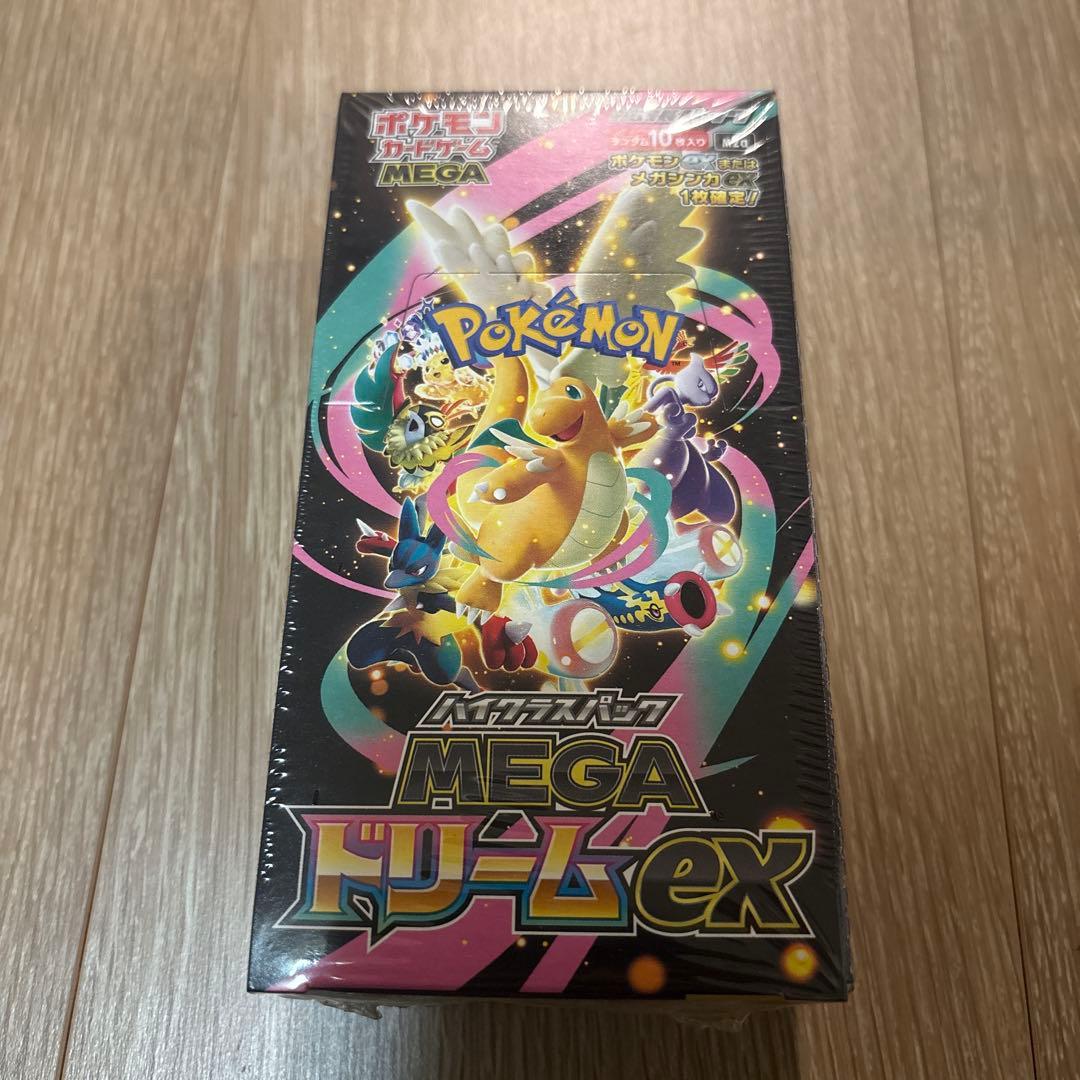 ポケモン
カードゲーム
MEGA
ランダム10枚入り M2a
ポケモンexまたは
メガシンカex
1枚確定!
POKÉMON
TM
ハイクラスパック
MEGA
ドリームex